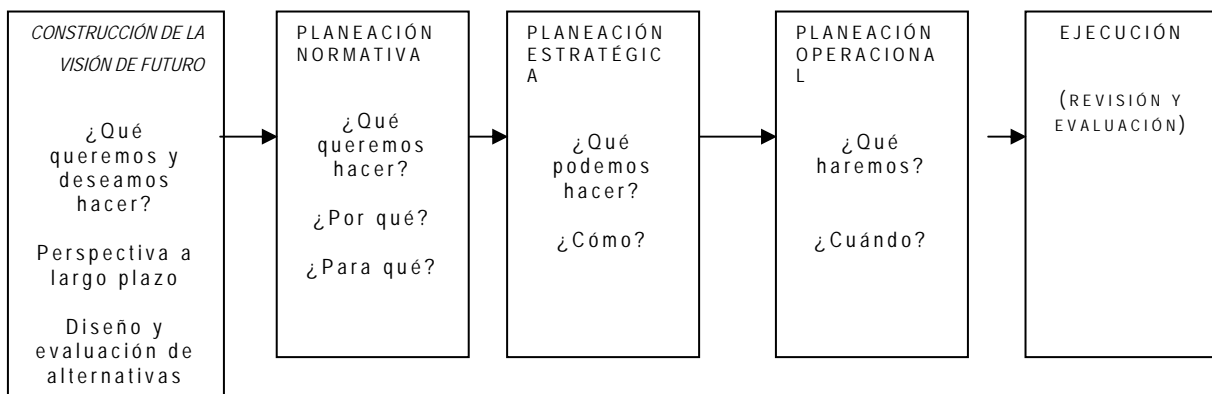 CONSTRUCCIÓN DE LA
VISIÓN DE FUTURO
¿Qué
queremos y
deseamos
hacer?
Perspectiva a
largo plazo
Diseño y
evaluación de
alternativas
PLANEACIÓN
NORMATIVA
¿Qué
queremos
hacer?
¿Por qué?
¿Para qué?
PLANEACIÓN
ESTRATÉGIC
A
¿Qué
podemos
hacer?
¿Cómo?
PLANEACIÓN
OPERACIONA
L
¿Qué
haremos?
¿Cuándo?
EJECUCIÓN
(REVISIÓN Y
EVALUACIÓN)